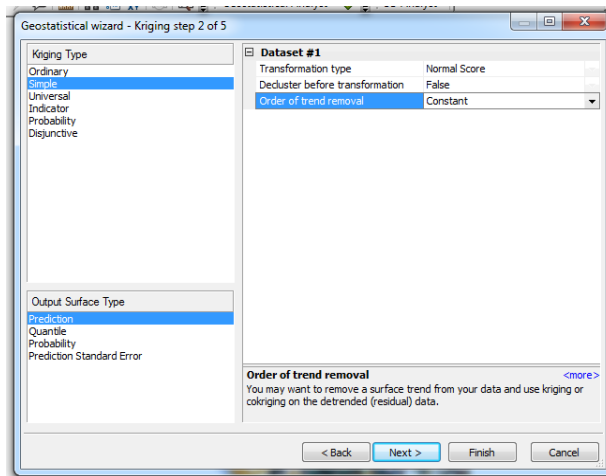 Geostatistical wizard - Kriging step 2 of 5
Kriging Type
Ordinary
Simple
Universal
Indicator
Probability
Disjunctive
Output Surface Type
Prediction
Quantile
Probability
Prediction Standard Error
Dataset #1
Transformation type Normal Score
Decluster before transformation False
Order of trend removal Constant
Order of trend removal <more>
You may want to remove a surface trend from your data and use kriging or
cokriging on the detrended (residual) data.
< Back Next > Finish Cancel